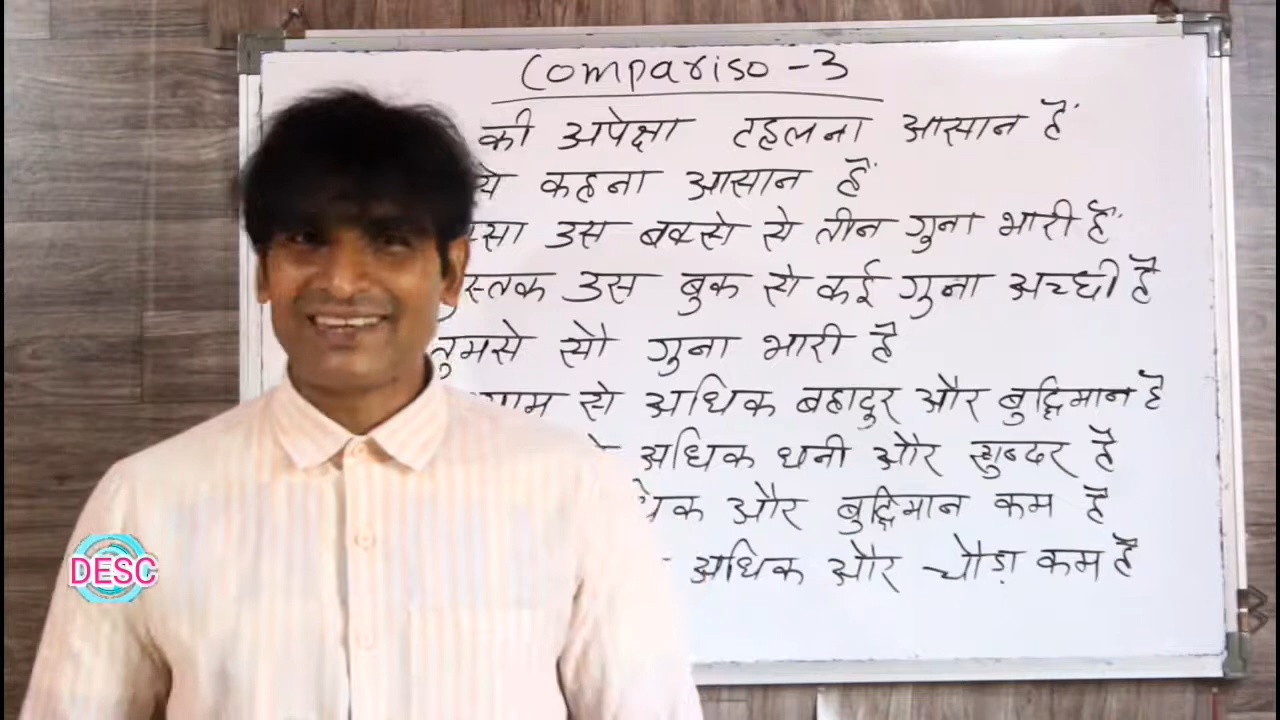 Compariso - 3
की अपेक्षा टहलना आसान है
कहना आसान है
उस बक्से से तीन गुना भारी है
उस बुक से कई गुना अच्छी है
तुमसे सौ गुना भारी है
से अधिक बहादुर और बुद्धिमान है
अधिक धनी और सुन्दर है
और बुद्धिमान कम है
अधिक और चौड़ा कम है
DESC